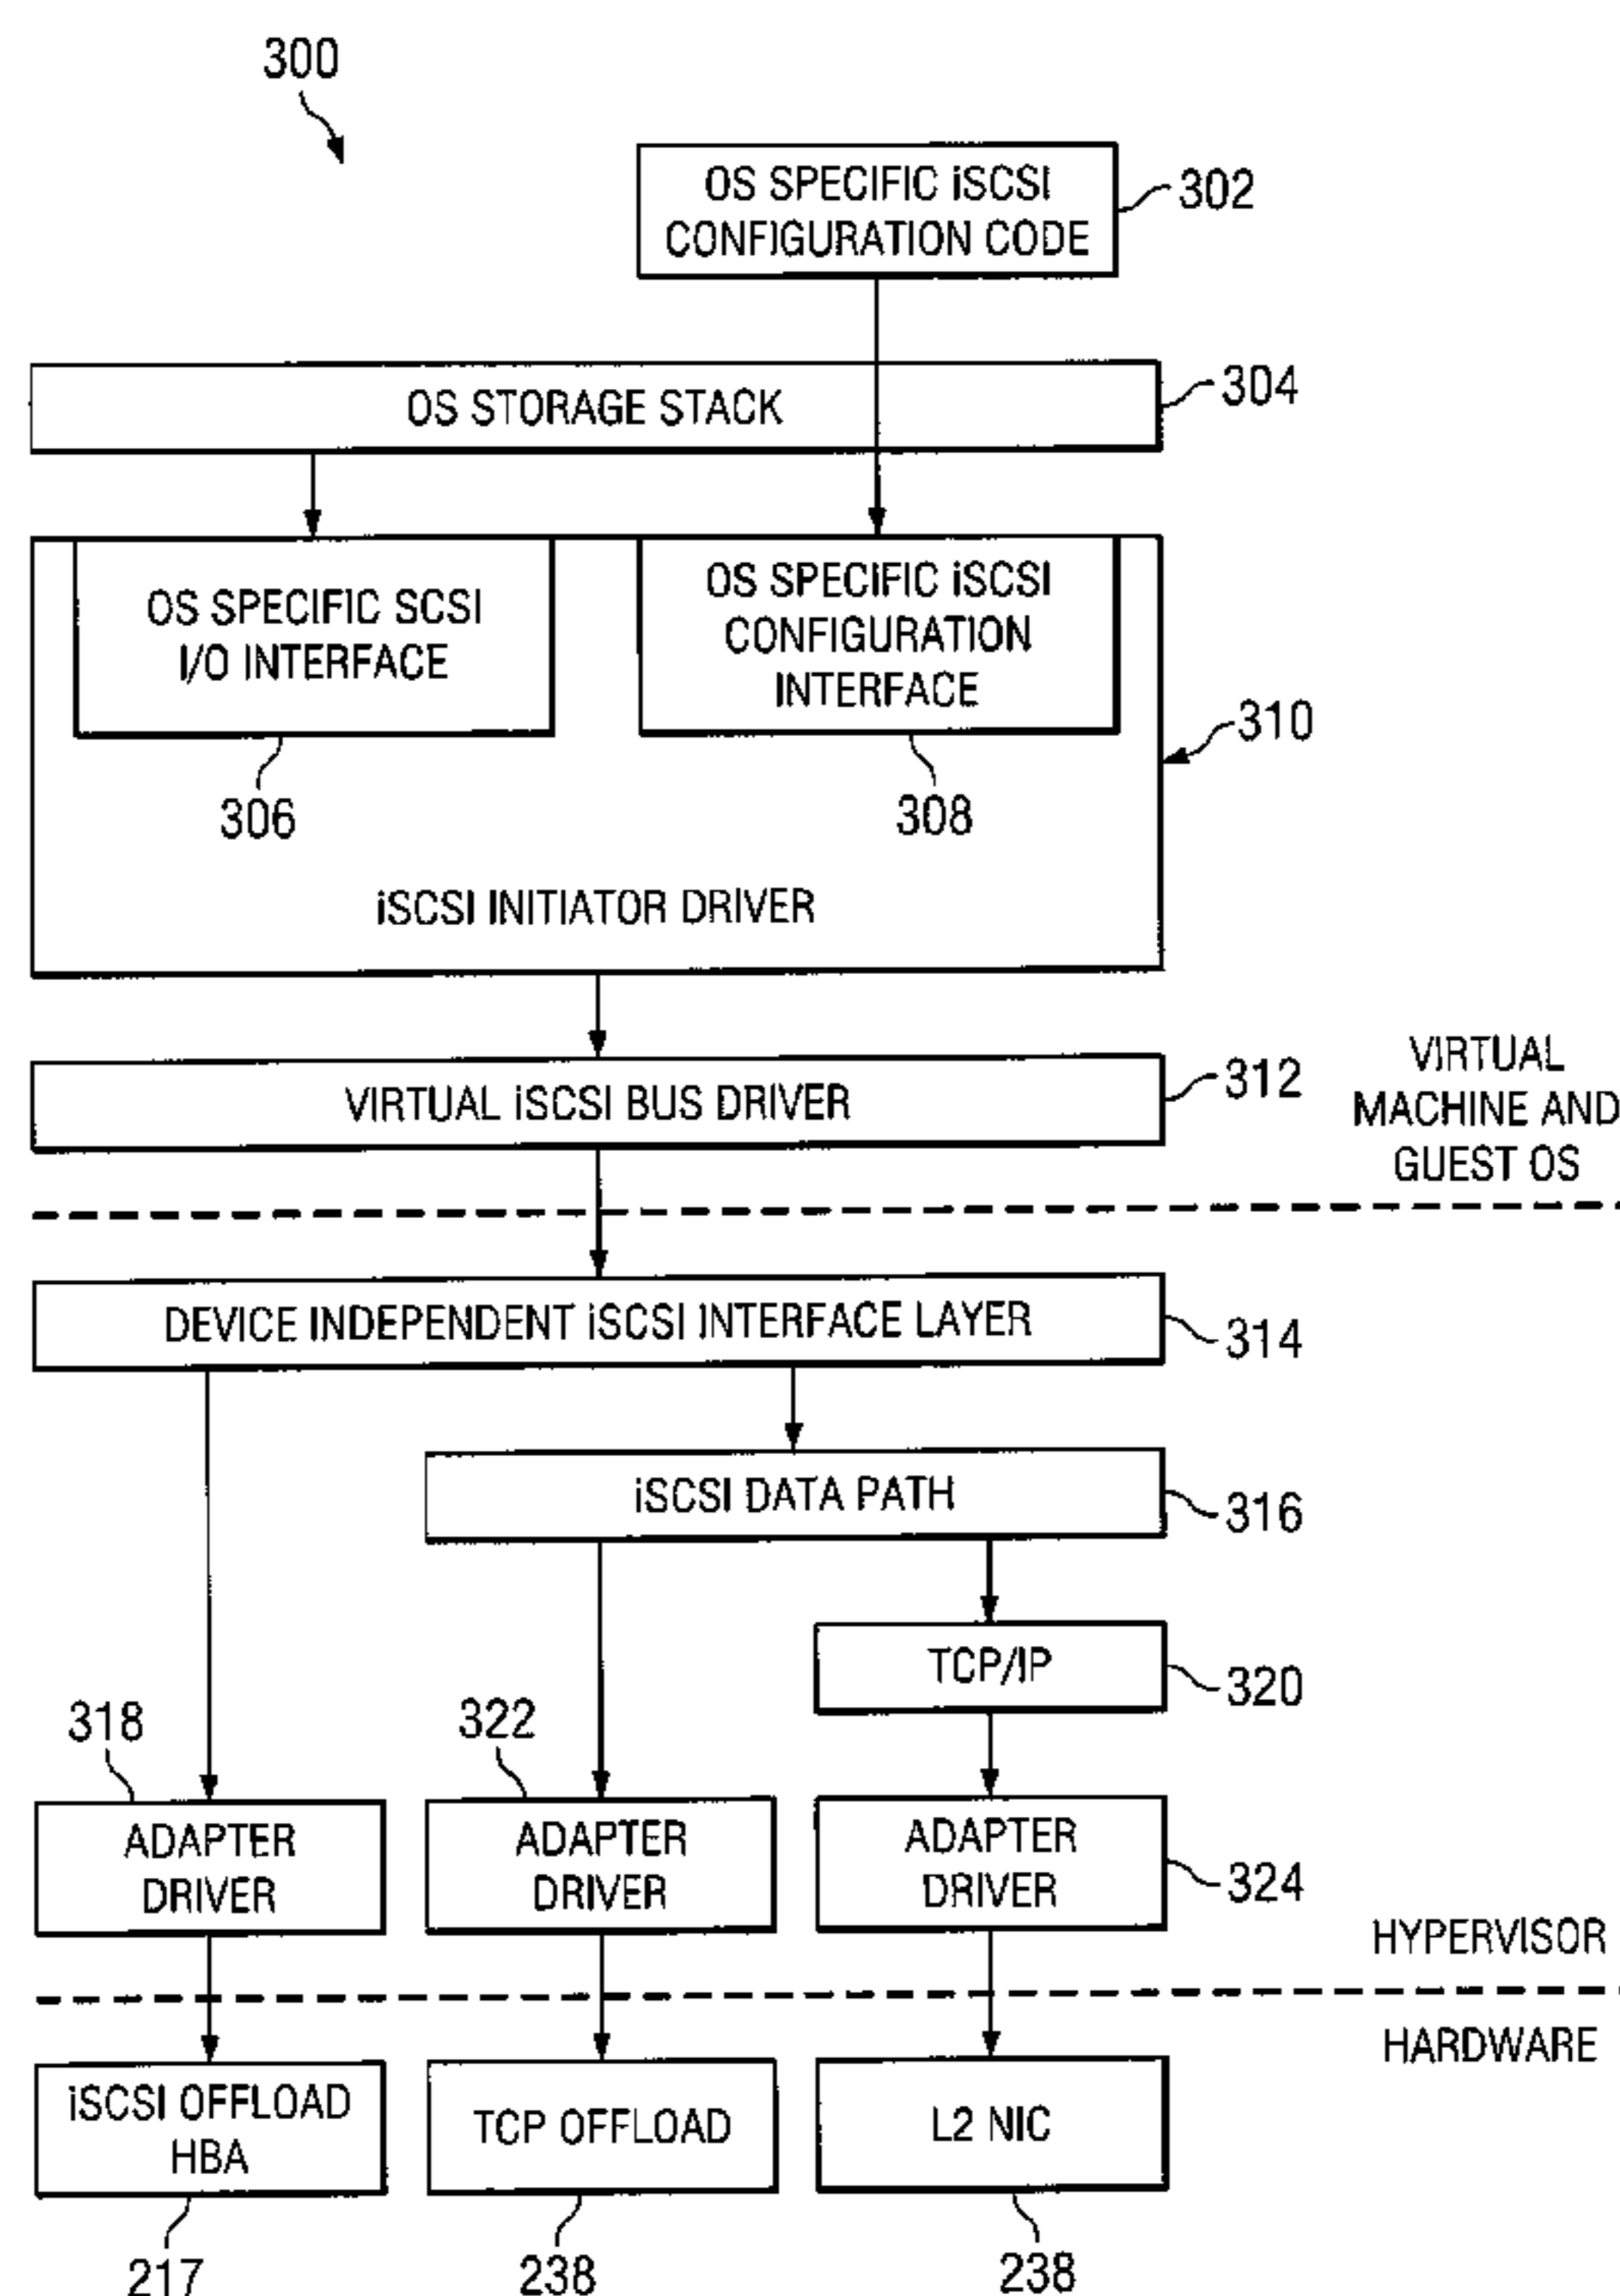 300
OS SPECIFIC iSCSI
CONFIGURATION CODE
302
OS STORAGE STACK
304
OS SPECIFIC SCSI
I/O INTERFACE
306
OS SPECIFIC iSCSI
CONFIGURATION
INTERFACE
308
310
iSCSI INITIATOR DRIVER
VIRTUAL iSCSI BUS DRIVER
312
VIRTUAL
MACHINE AND
GUEST OS
DEVICE INDEPENDENT iSCSI INTERFACE LAYER
314
iSCSI DATA PATH
316
TCP/IP
320
318
322
ADAPTER
DRIVER
ADAPTER
DRIVER
ADAPTER
DRIVER
324
HYPERVISOR
HARDWARE
iSCSI OFFLOAD
HBA
TCP OFFLOAD
L2 NIC
217
238
238